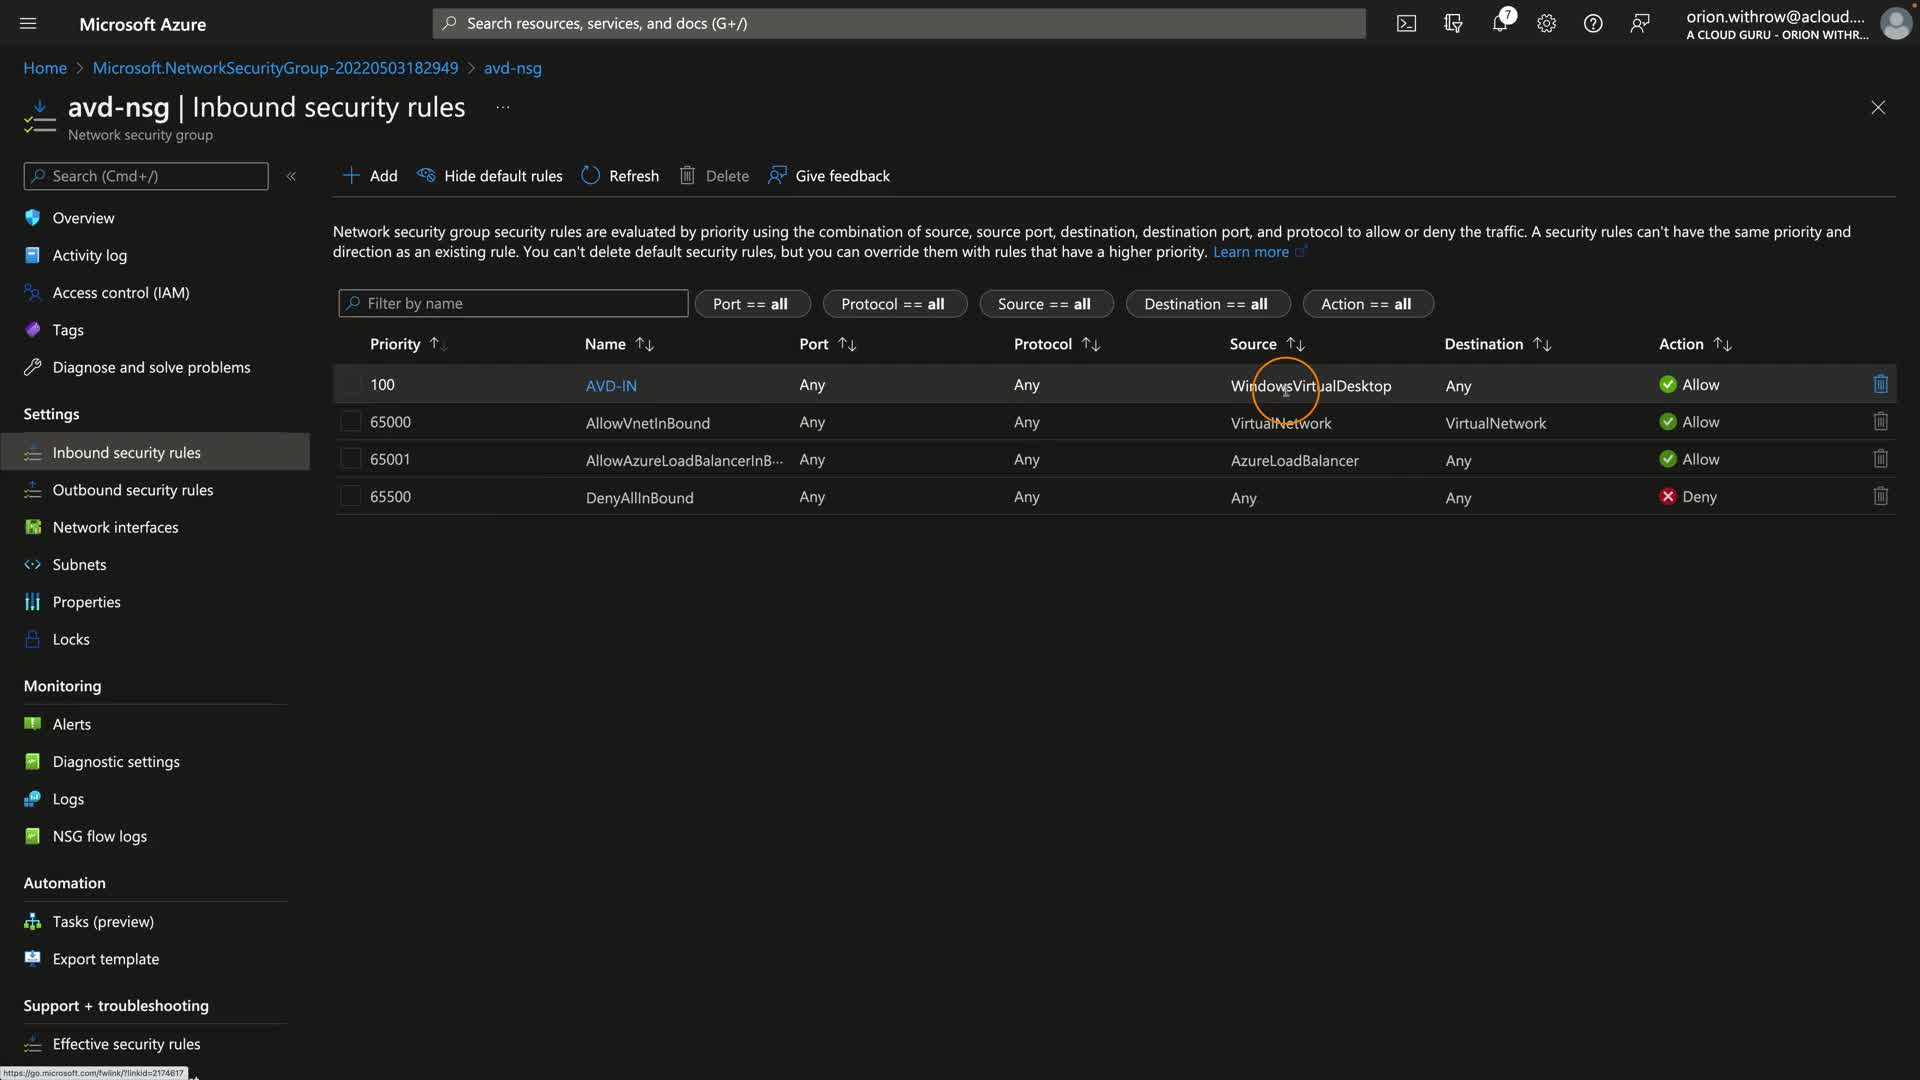 Microsoft Azure
Search resources, services, and docs (G+/)
7
orion.withrow@acloud....
A CLOUD GURU - ORION WITHR...
Home > Microsoft.NetworkSecurityGroup-20220503182949 > avd-nsg
avd-nsg | Inbound security rules ...
Network security group
Search (Cmd+/)
«
Overview
Activity log
Access control (IAM)
Tags
Diagnose and solve problems
Settings
Inbound security rules
Outbound security rules
Network interfaces
Subnets
Properties
Locks
Monitoring
Alerts
Diagnostic settings
Logs
NSG flow logs
Automation
Tasks (preview)
Export template
Support + troubleshooting
Effective security rules
https://go.microsoft.com/fwlink/?linkid=2174617
Add Hide default rules Refresh Delete Give feedback
Network security group security rules are evaluated by priority using the combination of source, source port, destination, destination port, and protocol to allow or deny the traffic. A security rules can't have the same priority and
direction as an existing rule. You can't delete default security rules, but you can override them with rules that have a higher priority. Learn more
Filter by name Port == all Protocol == all Source == all Destination == all Action == all
Priority ↑↓ Name ↑↓ Port ↑↓ Protocol ↑↓ Source ↑↓ Destination ↑↓ Action ↑↓
100 AVD-IN Any Any WindowsVirtualDesktop Any Allow
65000 AllowVnetInBound Any Any VirtualNetwork VirtualNetwork Allow
65001 AllowAzureLoadBalancerInB... Any Any AzureLoadBalancer Any Allow
65500 DenyAllInBound Any Any Any Any Deny